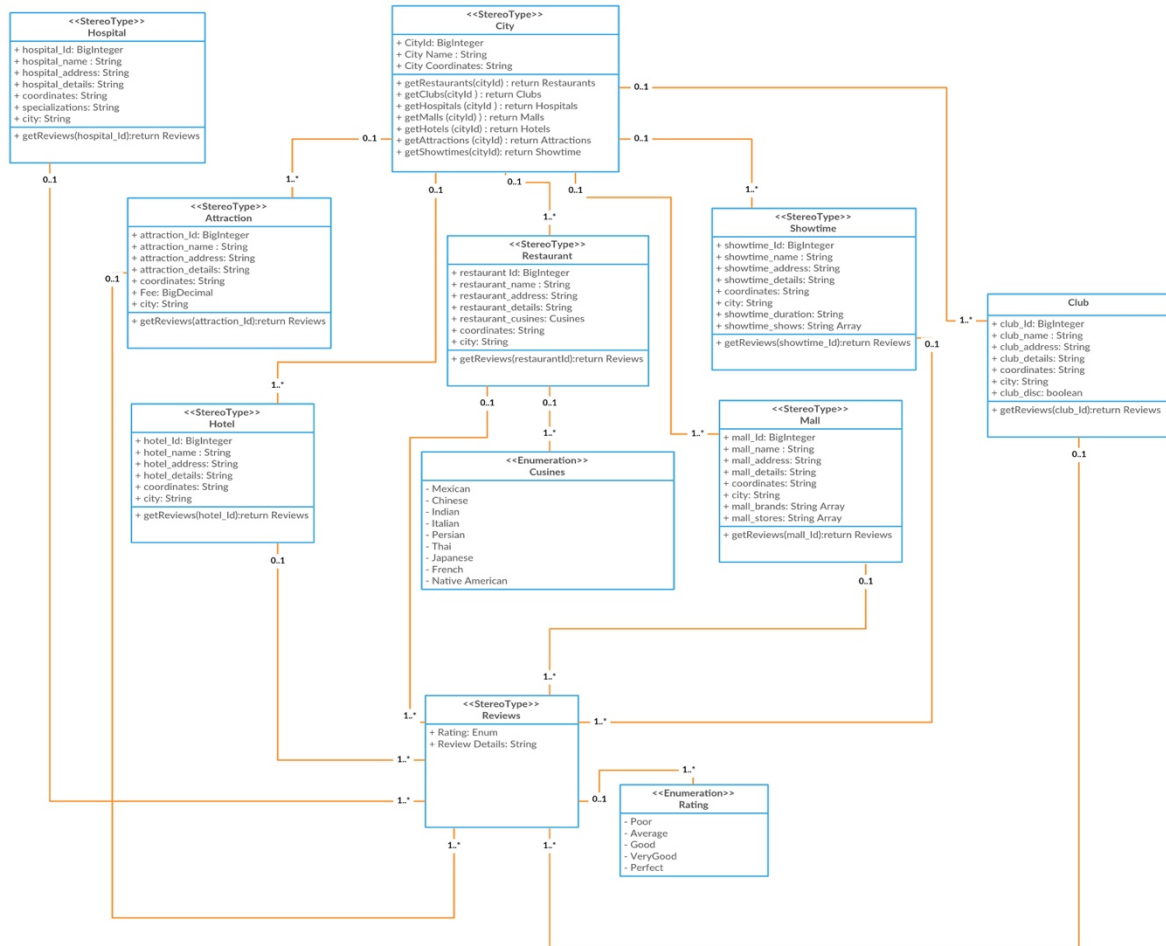 <<StereoType>>
Hospital
+ hospital_Id: BigInteger
+ hospital_name : String
+ hospital_address: String
+ hospital_details: String
+ coordinates: String
+ specializations: String
+ city: String
+ getReviews(hospital_Id):return Reviews
0..1
<<StereoType>>
City
+ CityId: BigInteger
+ City Name : String
+ City Coordinates: String
+ getRestaurants(cityId) : return Restaurants
+ getClubs(cityId ) : return Clubs
+ getHospitals (cityId ) : return Hospitals
+ getMalls (cityId) ) : return Malls
+ getHotels (cityId) : return Hotels
+ getAttractions (cityId) : return Attractions
+ getShowtimes(cityId): return Showtime
0..1
0..1
0..1
0..1
0..1
0..1
1..*
1..*
1..*
<<StereoType>>
Attraction
+ attraction_Id: BigInteger
+ attraction_name : String
+ attraction_address: String
+ attraction_details: String
+ coordinates: String
+ Fee: BigDecimal
+ city: String
+ getReviews(attraction_Id):return Reviews
0..1
<<StereoType>>
Restaurant
+ restaurant Id: BigInteger
+ restaurant_name : String
+ restaurant_address: String
+ restaurant_details: String
+ restaurant_cusines: Cusines
+ coordinates: String
+ city: String
+ getReviews(restaurantId):return Reviews
0..1
0..1
<<StereoType>>
Showtime
+ showtime_Id: BigInteger
+ showtime_name : String
+ showtime_address: String
+ showtime_details: String
+ coordinates: String
+ city: String
+ showtime_duration: String
+ showtime_shows: String Array
+ getReviews(showtime_Id):return Reviews
0..1
1..*
Club
+ club_Id: BigInteger
+ club_name : String
+ club_address: String
+ club_details: String
+ coordinates: String
+ city: String
+ club_disc: boolean
+ getReviews(club_Id):return Reviews
0..1
1..*
<<StereoType>>
Hotel
+ hotel_Id: BigInteger
+ hotel_name : String
+ hotel_address: String
+ hotel_details: String
+ coordinates: String
+ city: String
+ getReviews(hotel_Id):return Reviews
0..1
1..*
<<Enumeration>>
Cusines
- Mexican
- Chinese
- Indian
- Italian
- Persian
- Thai
- Japanese
- French
- Native American
1..*
<<StereoType>>
Mall
+ mall_Id: BigInteger
+ mall_name : String
+ mall_address: String
+ mall_details: String
+ coordinates: String
+ city: String
+ mall_brands: String Array
+ mall_stores: String Array
+ getReviews(mall_Id):return Reviews
0..1
1..*
1..*
1..*
1..*
1..*
<<StereoType>>
Reviews
+ Rating: Enum
+ Review Details: String
0..1
1..*
1..*
1..*
<<Enumeration>>
Rating
- Poor
- Average
- Good
- VeryGood
- Perfect